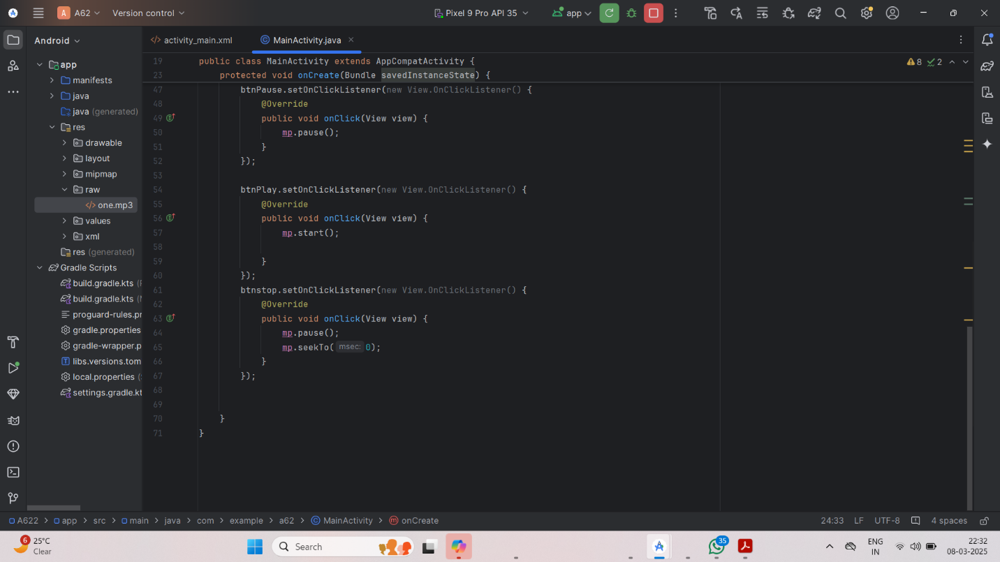 A A62 Version control Pixel 9 Pro API 35 app
Android
activity_main.xml MainActivity.java
19 public class MainActivity extends AppCompatActivity {
23 protected void onCreate(Bundle savedInstanceState) {
8 2
47 btnPause.setOnClickListener(new View.OnClickListener() {
48 @Override
49 public void onClick(View view) {
50 mp.pause();
51 }
52 });
53
54 btnPlay.setOnClickListener(new View.OnClickListener() {
55 @Override
56 public void onClick(View view) {
57 mp.start();
58
59 }
60 });
61 btnstop.setOnClickListener(new View.OnClickListener() {
62 @Override
63 public void onClick(View view) {
64 mp.pause();
65 mp.seekTo( msec: 0);
66 }
67 });
68
69
70 }
71 }
app
manifests
java
java (generated)
res
drawable
layout
mipmap
raw
one.mp3
values
xml
res (generated)
Gradle Scripts
build.gradle.kts (
build.gradle.kts (
proguard-rules.pr
gradle.properties
gradle-wrapper.p
libs.versions.tom
local.properties (
settings.gradle.kt
A622 > app > src > main > java > com > example > a62 > MainActivity > onCreate
24:33 LF UTF-8 4 spaces
6 25°C
Clear
Search
35
ENG
IN
22:32
08-03-2025